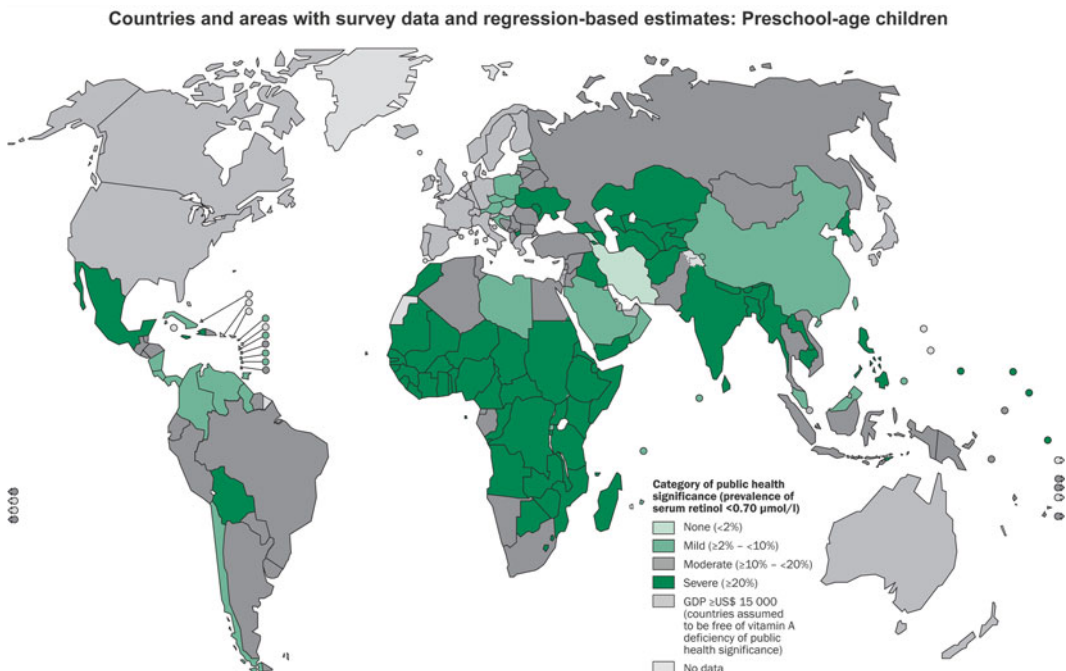 Countries and areas with survey data and regression-based estimates: Preschool-age children
Category of public health
significance (prevalence of
serum retinol <0.70 µmol/l)
None (<2%)
Mild (≥2% – <10%)
Moderate (≥10% – <20%)
Severe (≥20%)
GDP ≥US$ 15 000
(countries assumed
to be free of vitamin A
deficiency of public
health significance)
No data